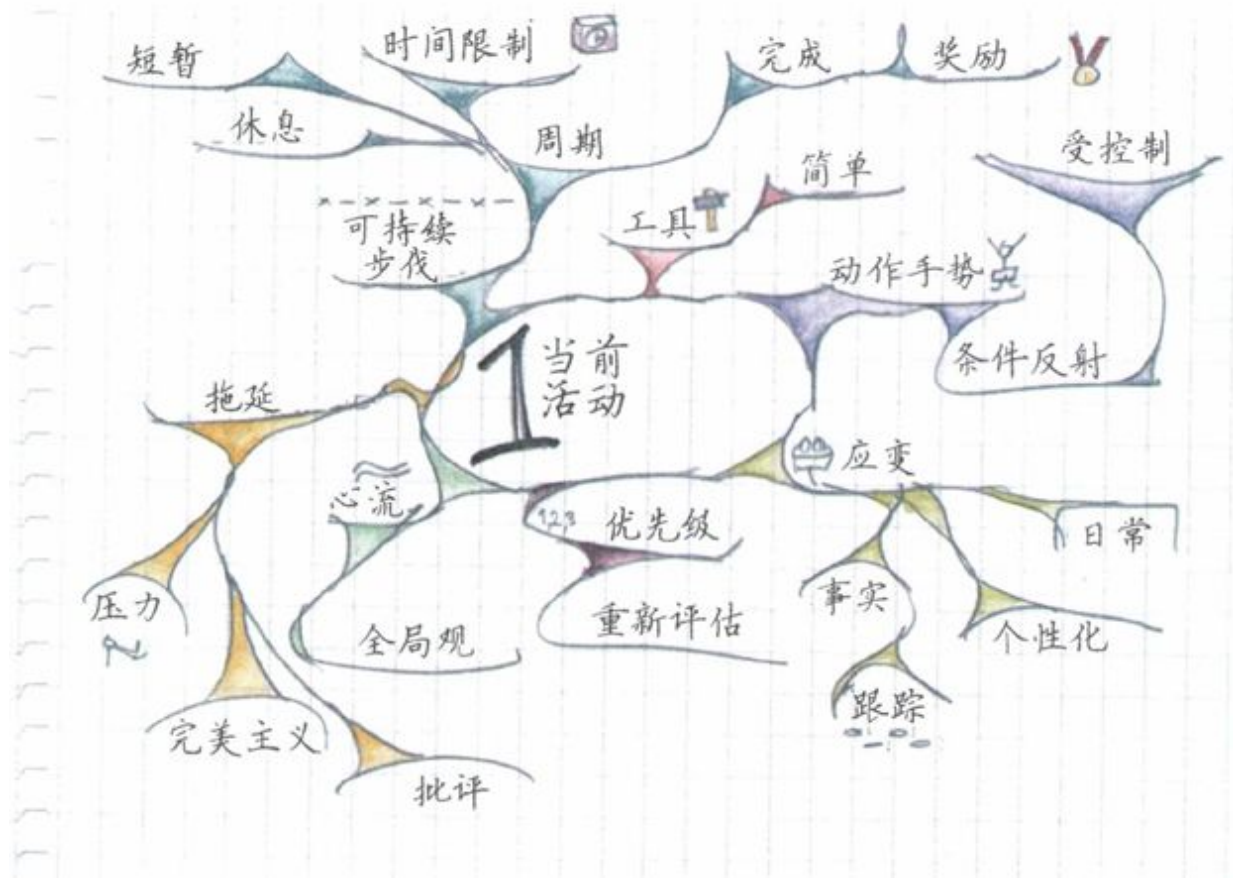 短暂
时间限制
完成
奖励
休息
周期
简单
受控制
可持续
步伐
工具
动作手势
1
当前
活动
条件反射
拖延
心流
应变
1,2,3
优先级
日常
压力
全局观
重新评估
事实
个性化
完美主义
跟踪
批评